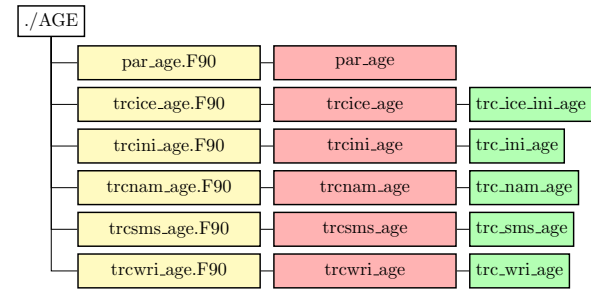 ./AGE
par_age.F90 par_age
trcice_age.F90 trcice_age trc_ice_ini_age
trcini_age.F90 trcini_age trc_ini_age
trcnam_age.F90 trcnam_age trc_nam_age
trcsms_age.F90 trcsms_age trc_sms_age
trcwri_age.F90 trcwri_age trc_wri_age